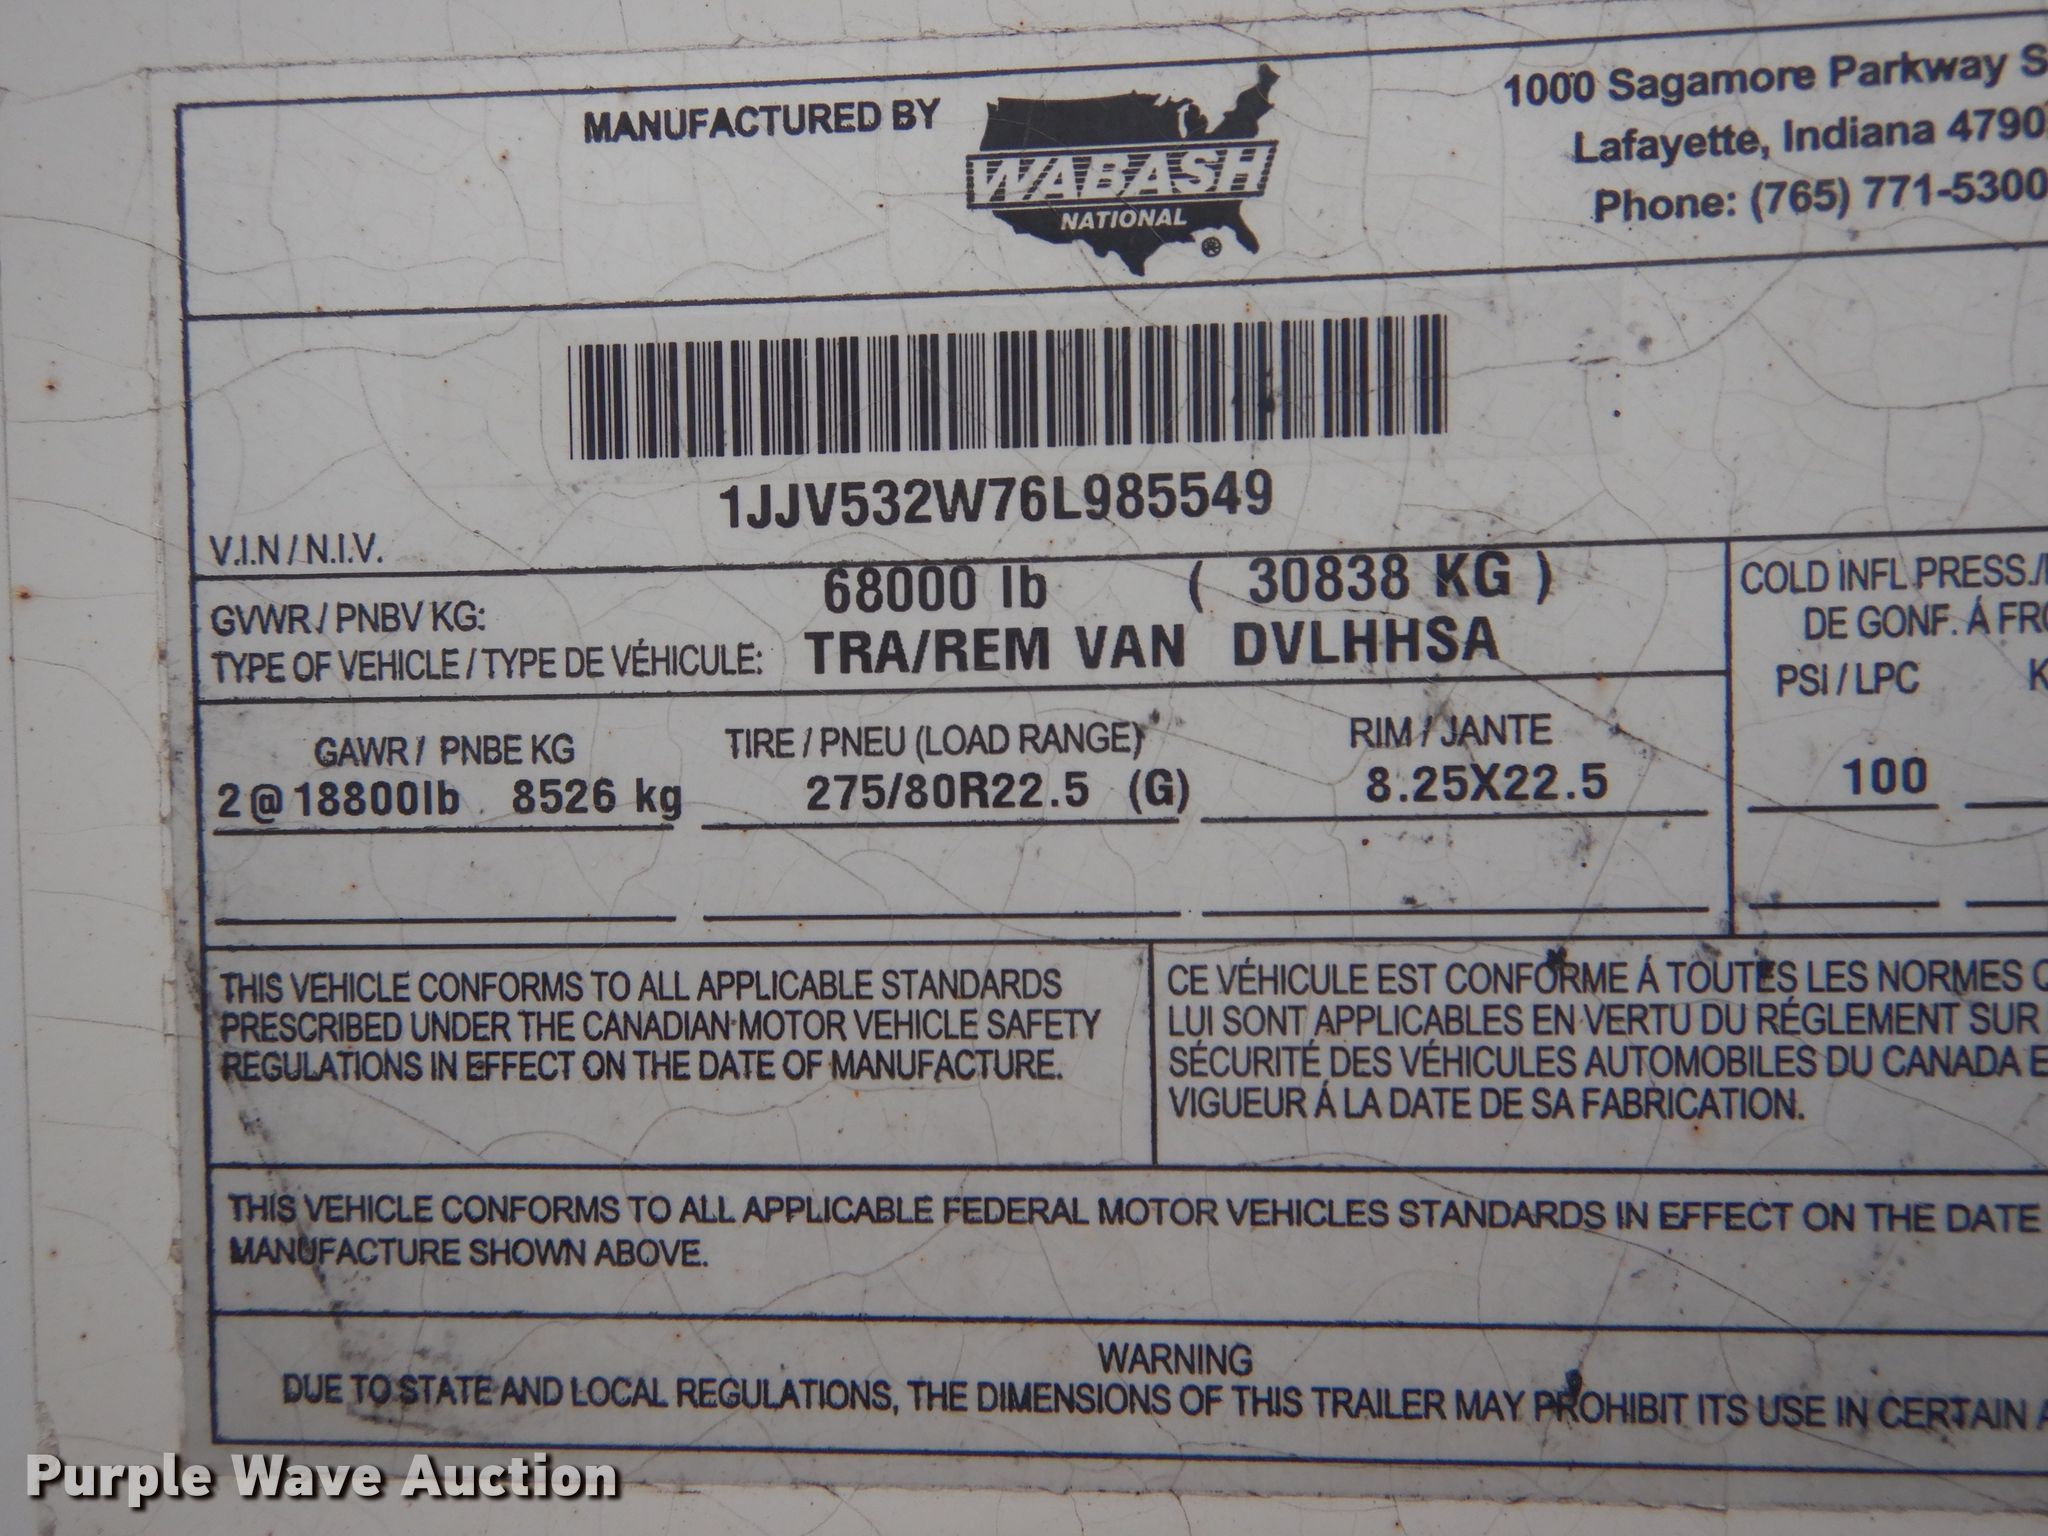 MANUFACTURED BY
WABASH
NATIONAL
®
1000 Sagamore Parkway S
Lafayette, Indiana 4790
Phone: (765) 771-5300
1JJV532W76L985549
V.I.N / N.I.V.
GVWR / PNBV KG: 68000 lb ( 30838 KG )
TYPE OF VEHICLE / TYPE DE VÉHICULE: TRA/REM VAN DVLHHSA
COLD INFL.PRESS./
DE GONF. Á FRO
PSI / LPC K
GAWR / PNBE KG TIRE / PNEU (LOAD RANGE) RIM / JANTE
2@18800lb 8526 kg 275/80R22.5 (G) 8.25X22.5 100
THIS VEHICLE CONFORMS TO ALL APPLICABLE STANDARDS
PRESCRIBED UNDER THE CANADIAN MOTOR VEHICLE SAFETY
REGULATIONS IN EFFECT ON THE DATE OF MANUFACTURE.
CE VÉHICULE EST CONFORME Á TOUTES LES NORMES Q
LUI SONT APPLICABLES EN VERTU DU RÉGLEMENT SUR
SÉCURITÉ DES VÉHICULES AUTOMOBILES DU CANADA E
VIGUEUR Á LA DATE DE SA FABRICATION.
THIS VEHICLE CONFORMS TO ALL APPLICABLE FEDERAL MOTOR VEHICLES STANDARDS IN EFFECT ON THE DATE
MANUFACTURE SHOWN ABOVE.
WARNING
DUE TO STATE AND LOCAL REGULATIONS, THE DIMENSIONS OF THIS TRAILER MAY PROHIBIT ITS USE IN CERTAIN A
Purple Wave Auction